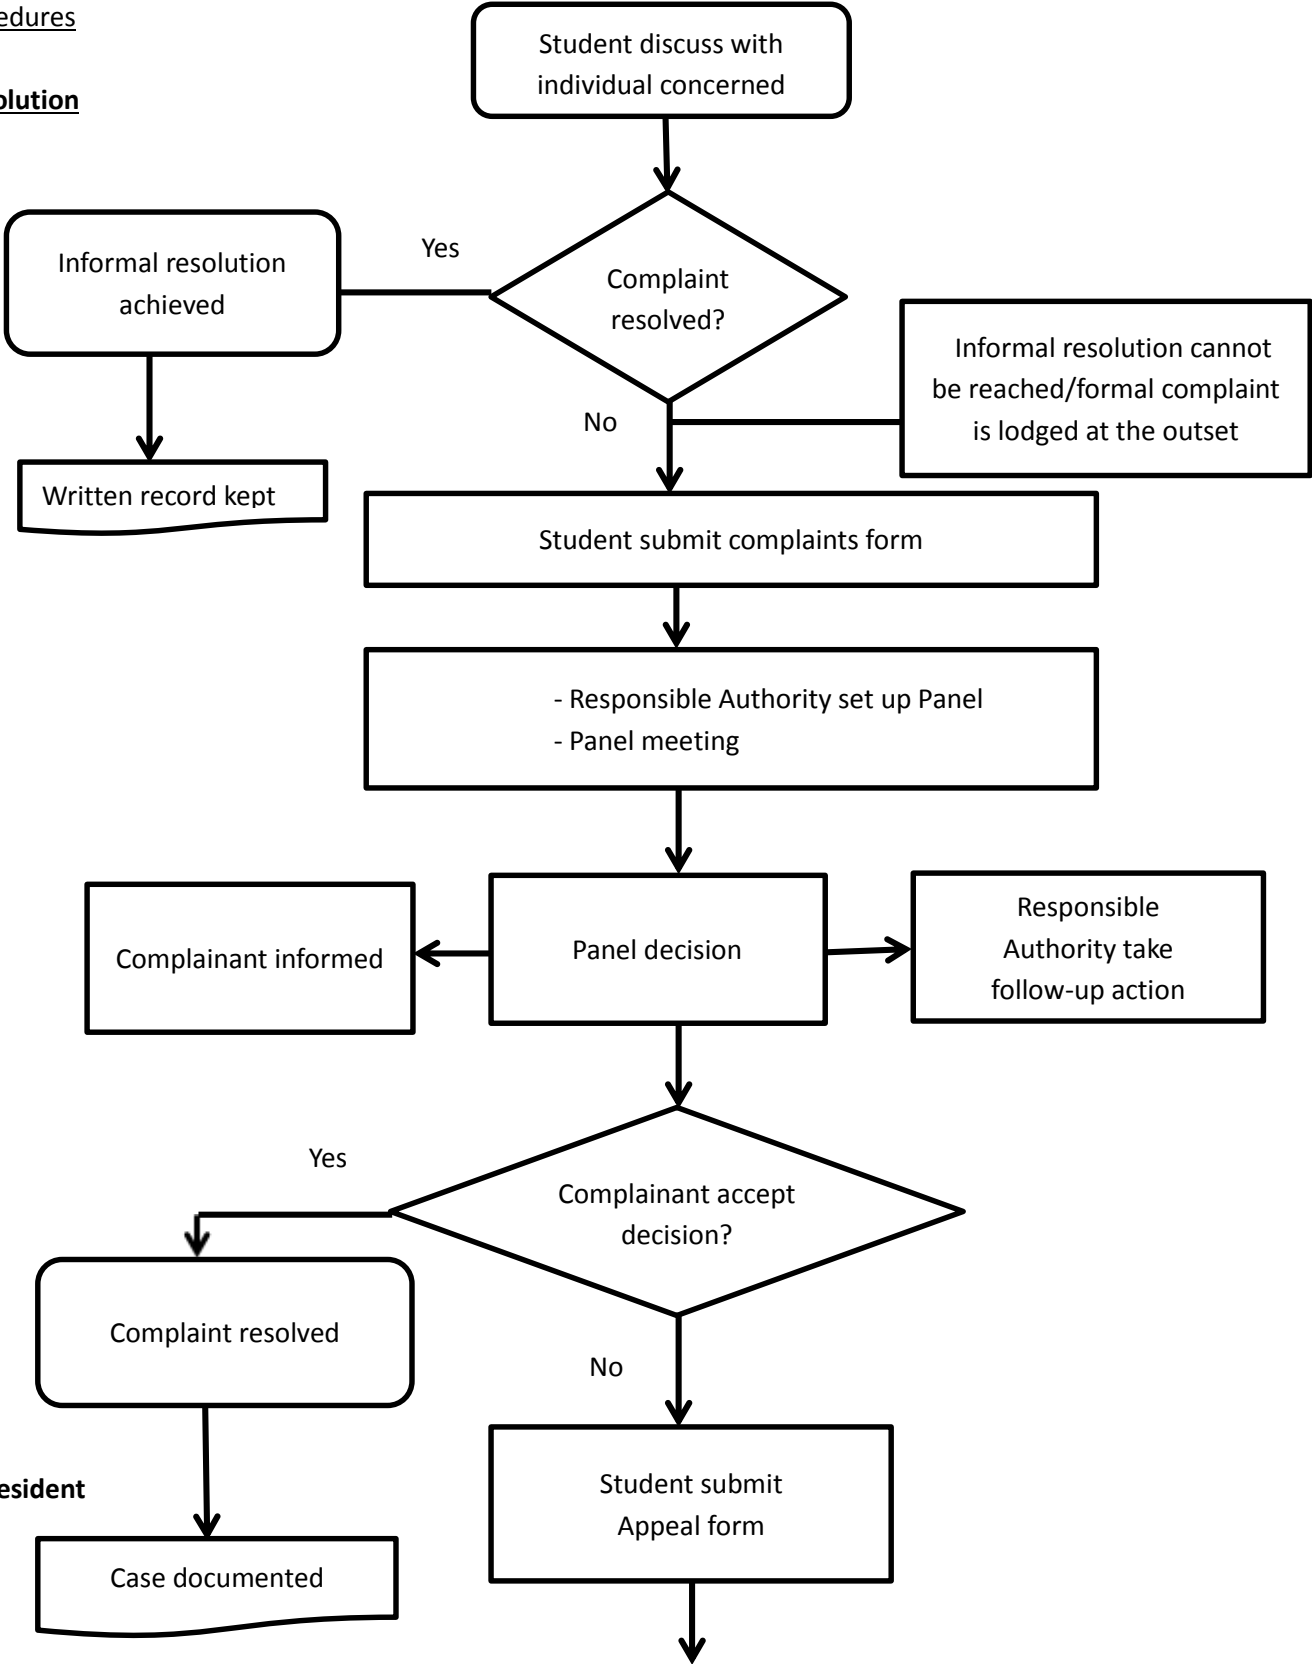 edures
Student discuss with
individual concerned
olution
Yes
Informal resolution
achieved
Complaint
resolved?
Informal resolution cannot
be reached/formal complaint
is lodged at the outset
No
Written record kept
Student submit complaints form
- Responsible Authority set up Panel
- Panel meeting
Complainant informed
Panel decision
Responsible
Authority take
follow-up action
Yes
Complainant accept
decision?
Complaint resolved
No
Student submit
Appeal form
esident
Case documented